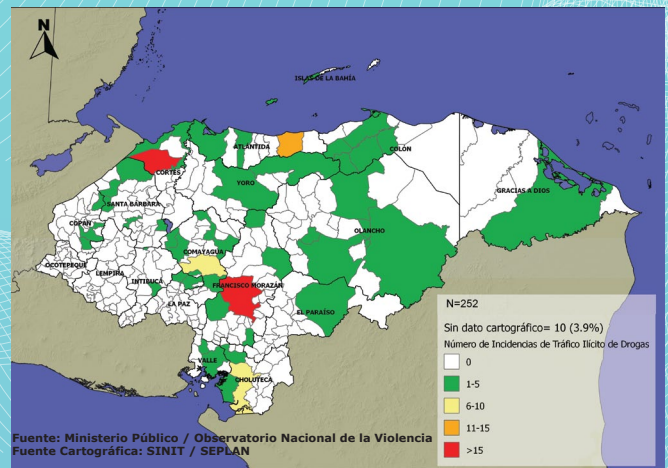 N
ISLAS DE LA BAHÍA
ATLÁNTIDA
COLON
CORTÉS
YORO
GRACIAS A DIOS
SANTA BÁRBARA
COPÁN
OLANCHO
COMAYAGUA
OCOTEPEQUE
LEMPIRA
INTIBUCÁ
FRANCISCO MORAZÁN
LA PAZ
EL PARAÍSO
VALLE
CHOLUTECA
N=252
Sin dato cartográfico= 10 (3.9%)
Número de Incidencias de Tráfico Ilícito de Drogas
0
1-5
6-10
11-15
>15
Fuente: Ministerio Público / Observatorio Nacional de la Violencia
Fuente Cartográfica: SINIT / SEPLAN